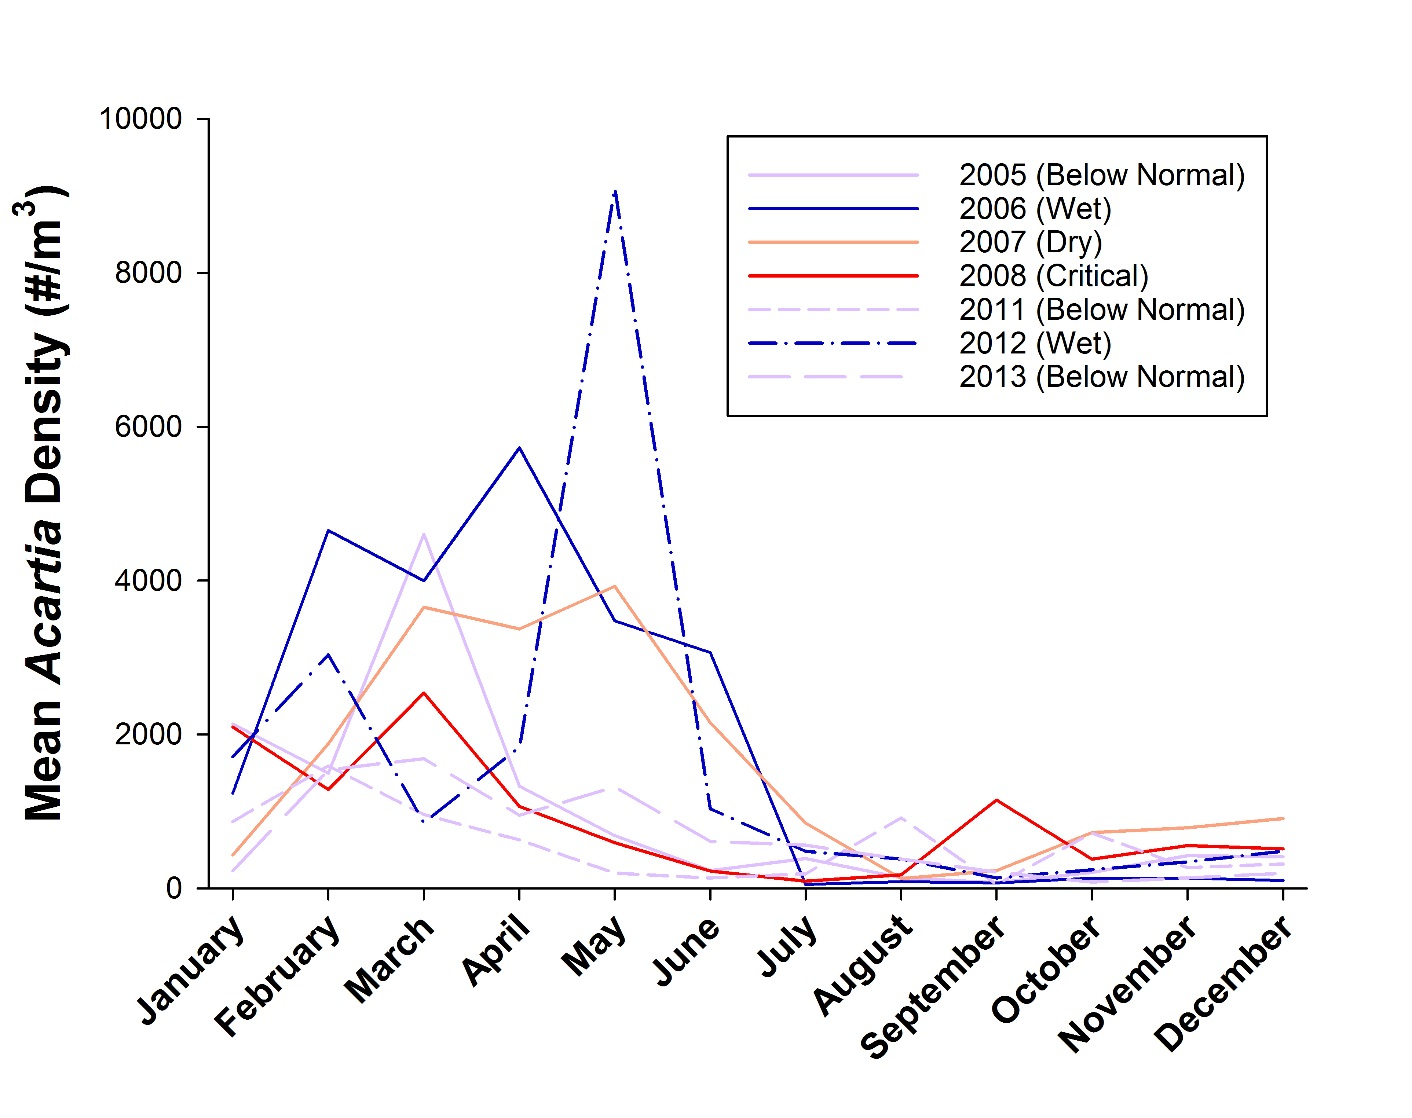 Mean Acartia Density (#/m³)
10000
8000
6000
4000
2000
0
2005 (Below Normal)
2006 (Wet)
2007 (Dry)
2008 (Critical)
2011 (Below Normal)
2012 (Wet)
2013 (Below Normal)
January
February
March
April
May
June
July
August
September
October
November
December